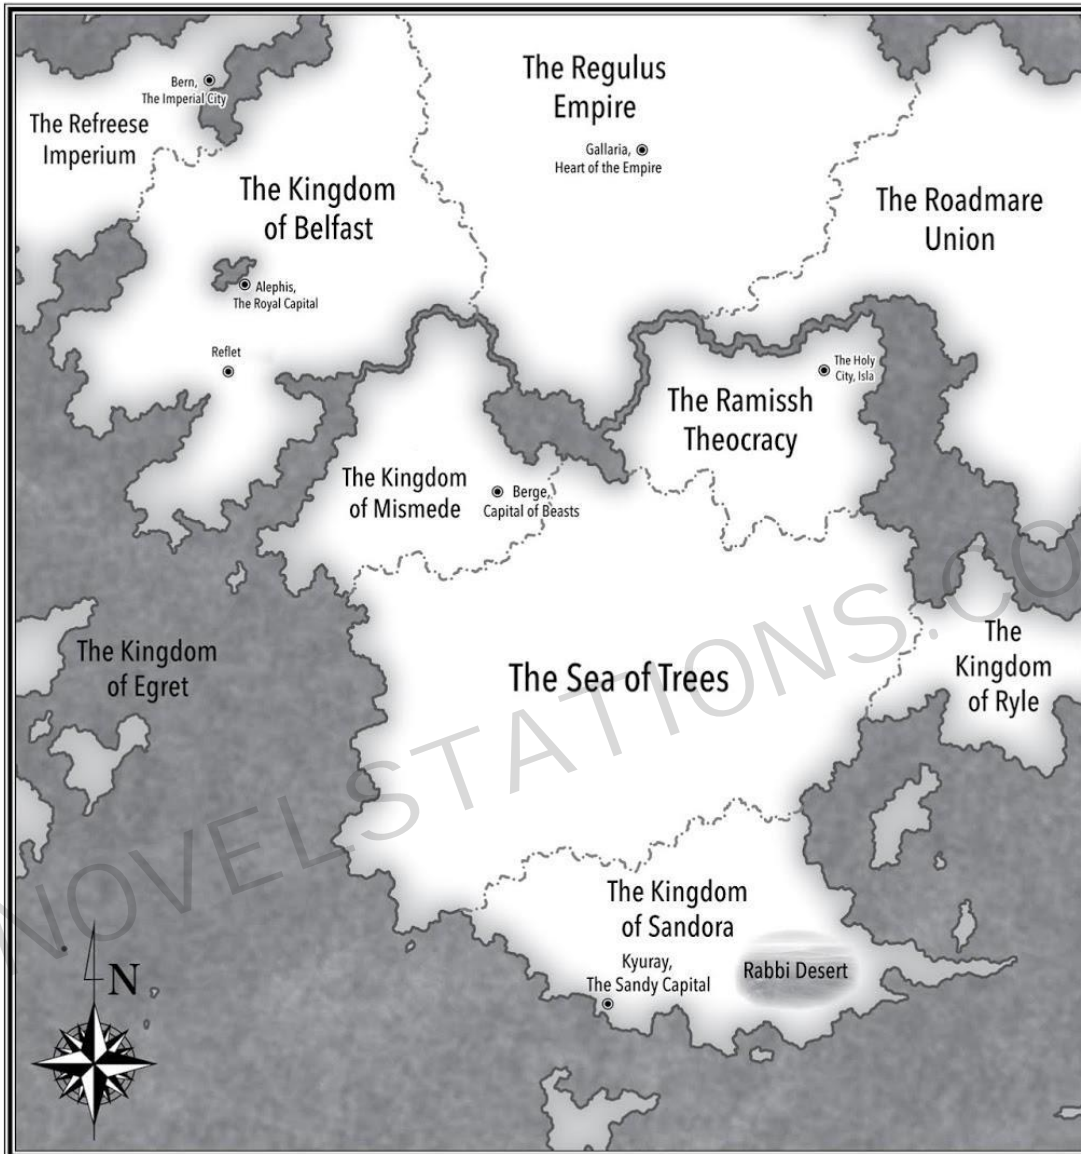 Bern,
The Imperial City
The Refreese
Imperium
The Regulus
Empire
Gallaria,
Heart of the Empire
The Kingdom
of Belfast
The Roadmare
Union
Alephis,
The Royal Capital
Reflet
The Holy
City, Isla
The Ramissh
Theocracy
The Kingdom
of Mismede
Berge,
Capital of Beasts
The Kingdom
of Egret
The Sea of Trees
The
Kingdom
of Ryle
The Kingdom
of Sandora
Kyuray,
The Sandy Capital
Rabbi Desert
N
NOVELSTATIONS.CO